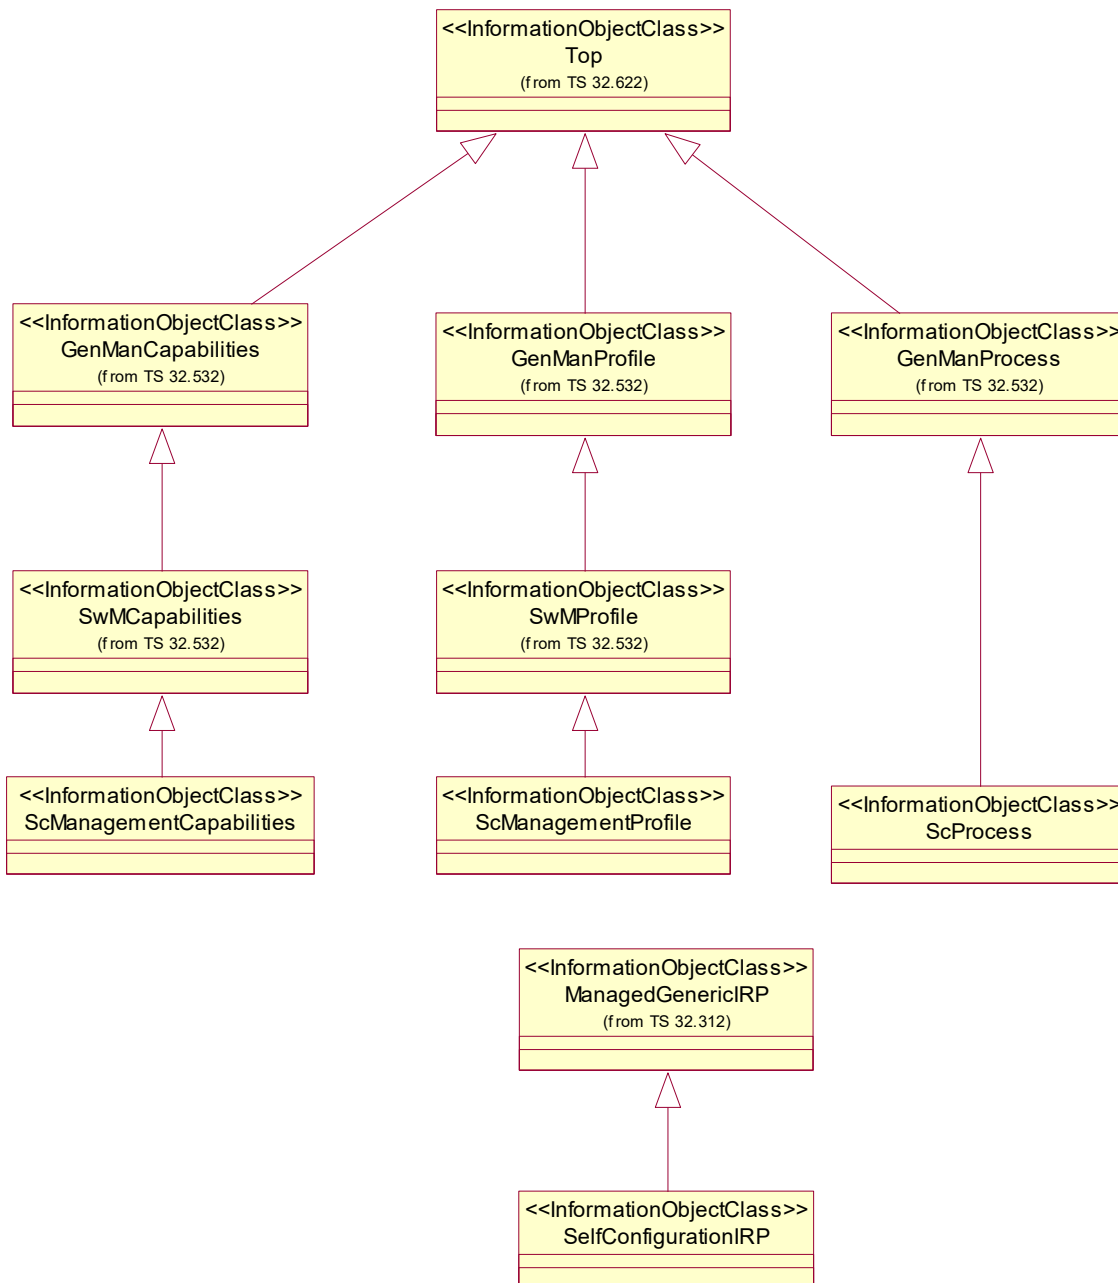 <<InformationObjectClass>>
Top
(from TS 32.622)
<<InformationObjectClass>>
GenManCapabilities
(from TS 32.532)
<<InformationObjectClass>>
GenManProfile
(from TS 32.532)
<<InformationObjectClass>>
GenManProcess
(from TS 32.532)
<<InformationObjectClass>>
SwMCapabilities
(from TS 32.532)
<<InformationObjectClass>>
SwMProfile
(from TS 32.532)
<<InformationObjectClass>>
ScManagementCapabilities
<<InformationObjectClass>>
ScManagementProfile
<<InformationObjectClass>>
ScProcess
<<InformationObjectClass>>
ManagedGenericIRP
(from TS 32.312)
<<InformationObjectClass>>
SelfConfigurationIRP